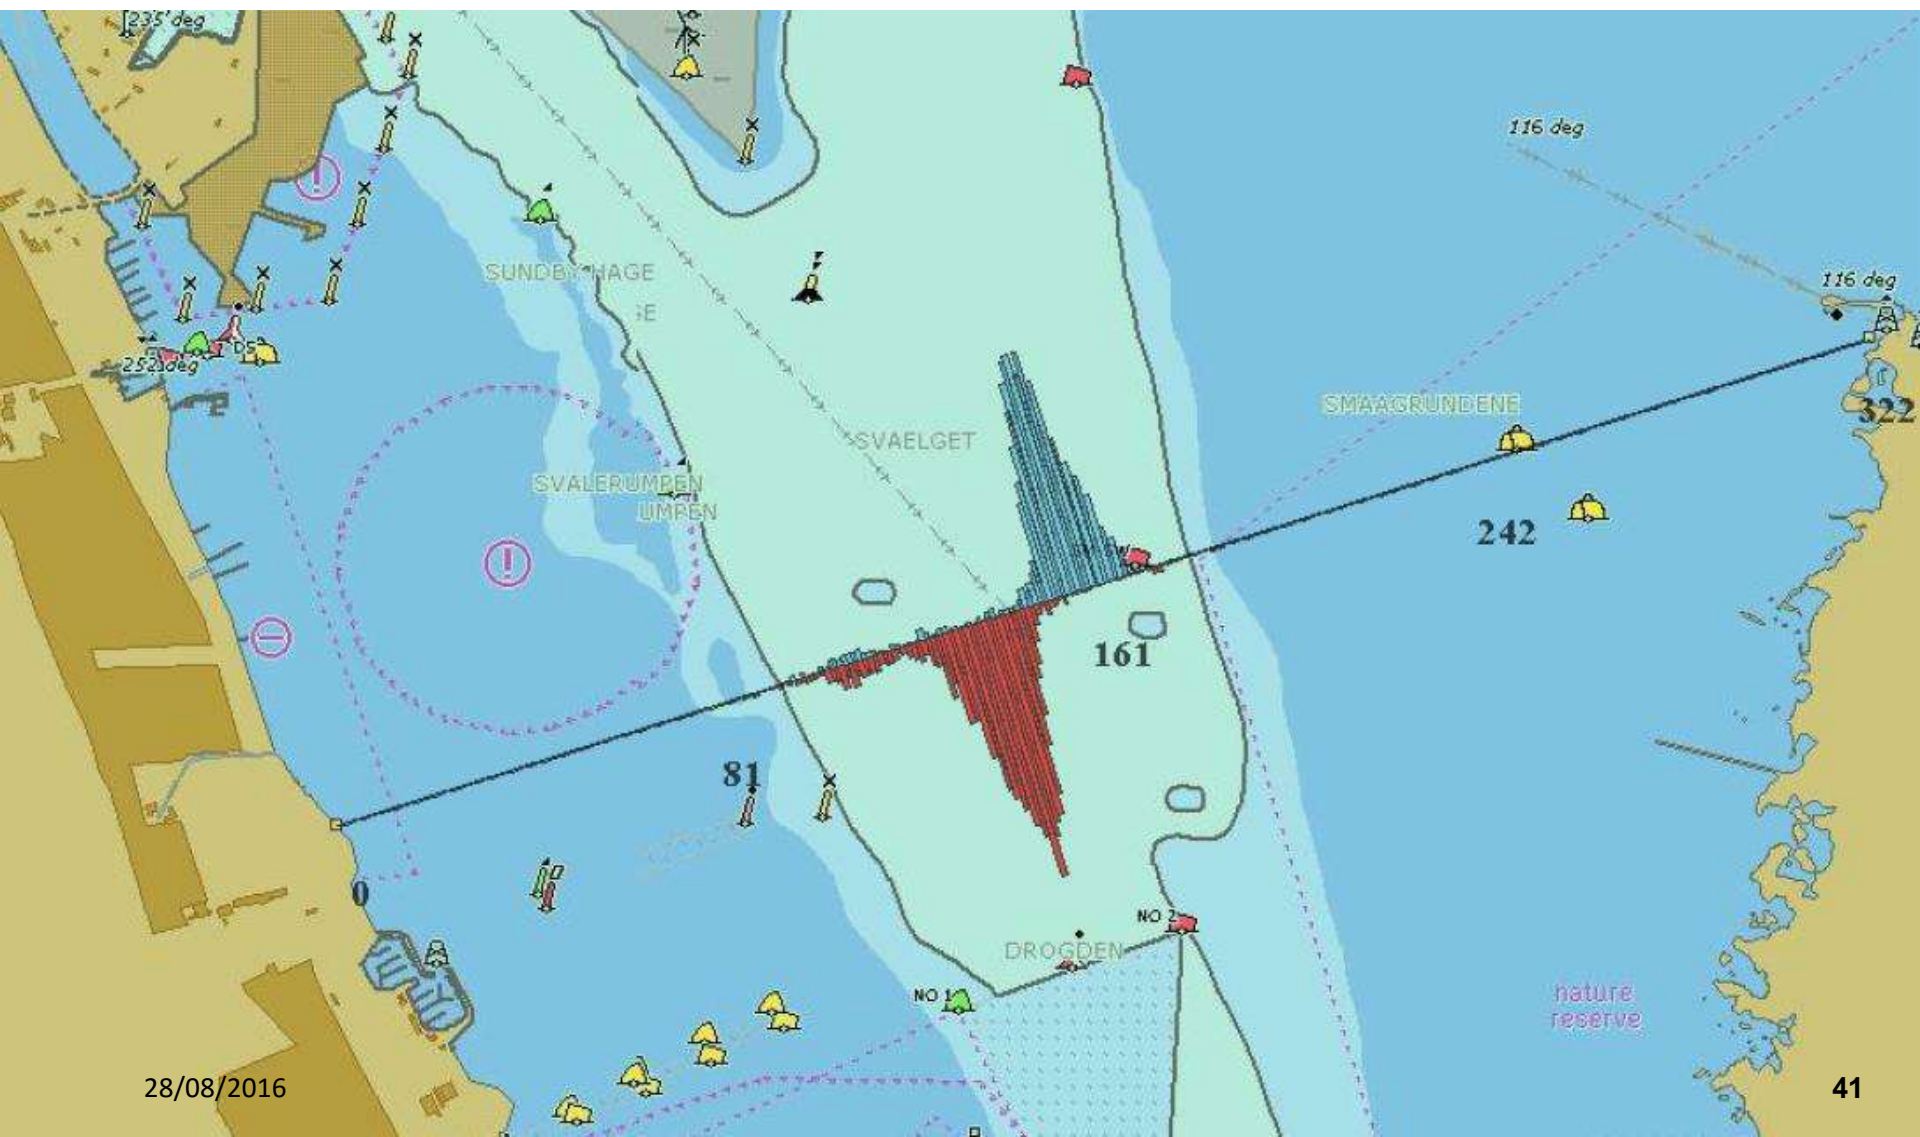 235 deg
116 deg
SUNDBY HAGE
116 deg
252 deg
SMAAGRUNDENE
322
SVAELGET
SVALERUMPEN
UMPEN
242
161
81
0
NO 2
DROGDEN
NO 1
nature
reserve
28/08/2016
41